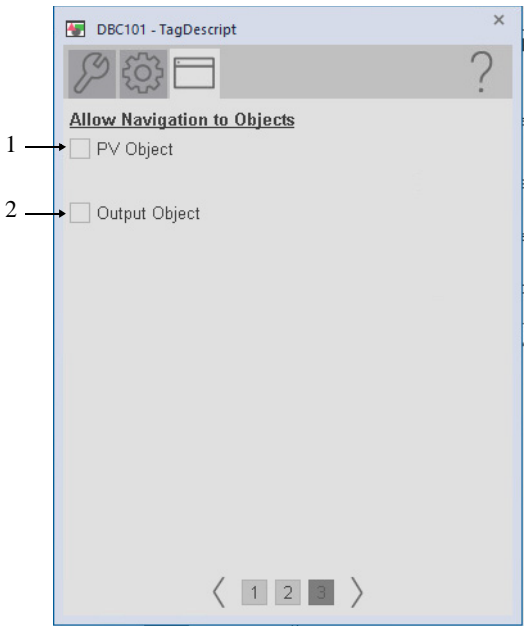 DBC101 - TagDescript
?
Allow Navigation to Objects
1
PV Object
2
Output Object
1 2 3